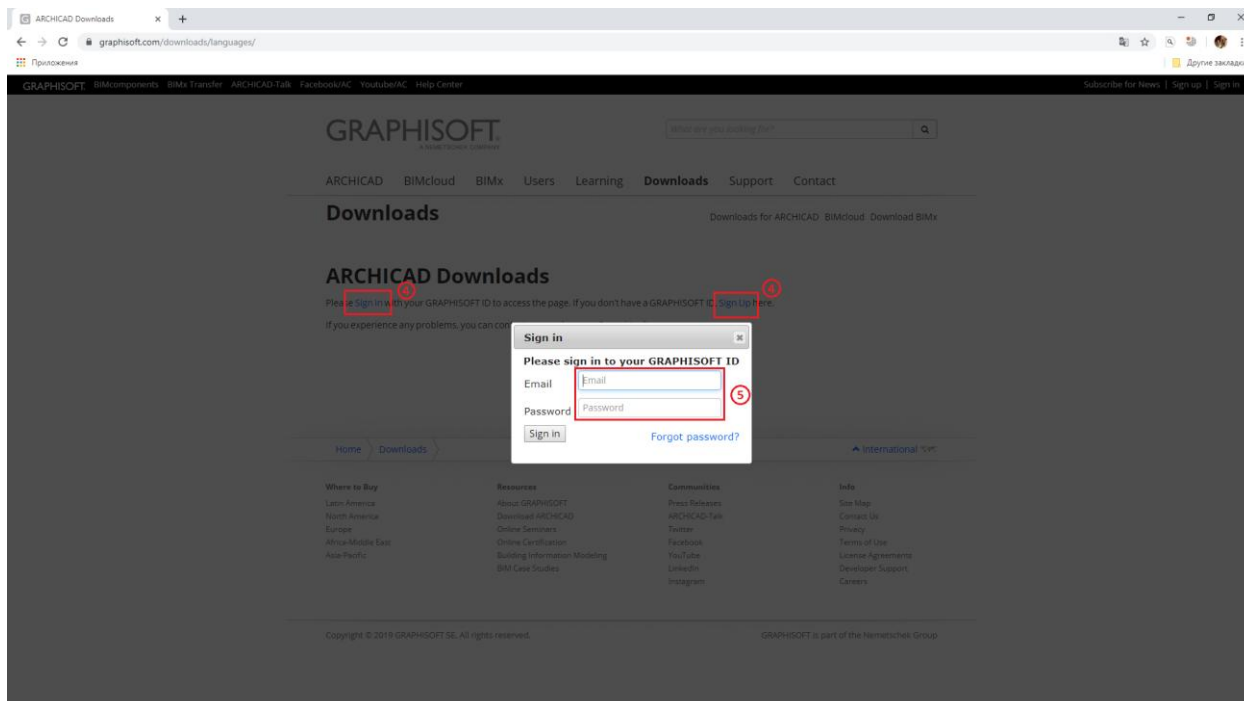 ARCHICAD Downloads
graphisoft.com/downloads/languages/
Приложения
Другие закладки
GRAPHISOFT. BIMcomponents BIMx Transfer ARCHICAD-Talk Facebook/AC Youtube/AC Help Center
Subscribe for News | Sign up | Sign in
GRAPHISOFT.
A NEMETSCHEK COMPANY
What are you looking for?
ARCHICAD BIMcloud BIMx Users Learning Downloads Support Contact
Downloads
Downloads for ARCHICAD BIMcloud Download BIMx
ARCHICAD Downloads
4
4
Please Sign in with your GRAPHISOFT ID to access the page. If you don't have a GRAPHISOFT ID, Sign Up here.
If you experience any problems, you can con
Sign in
Please sign in to your GRAPHISOFT ID
Email Email
5
Password Password
Sign in Forgot password?
Home Downloads
International
Where to Buy
Latin America
North America
Europe
Africa-Middle East
Asia-Pacific
Resources
About GRAPHISOFT
Download ARCHICAD
Online Seminars
Online Certification
Building Information Modeling
BIM Case Studies
Communities
Press Releases
ARCHICAD-Talk
Twitter
Facebook
YouTube
LinkedIn
Instagram
Info
Site Map
Contact Us
Privacy
Terms of Use
License Agreements
Developer Support
Careers
Copyright © 2019 GRAPHISOFT SE. All rights reserved.
GRAPHISOFT is part of the Nemetschek Group